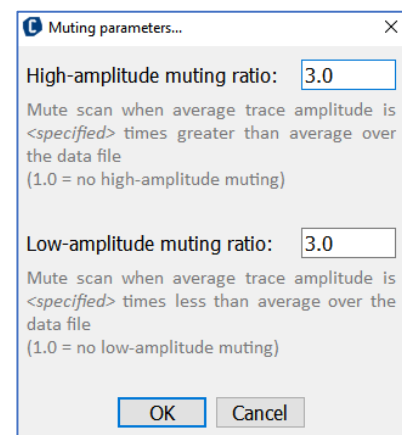 Muting parameters...
High-amplitude muting ratio: 3.0
Mute scan when average trace amplitude is
<specified> times greater than average over
the data file
(1.0 = no high-amplitude muting)
Low-amplitude muting ratio: 3.0
Mute scan when average trace amplitude is
<specified> times less than average over the
data file
(1.0 = no low-amplitude muting)
OK Cancel